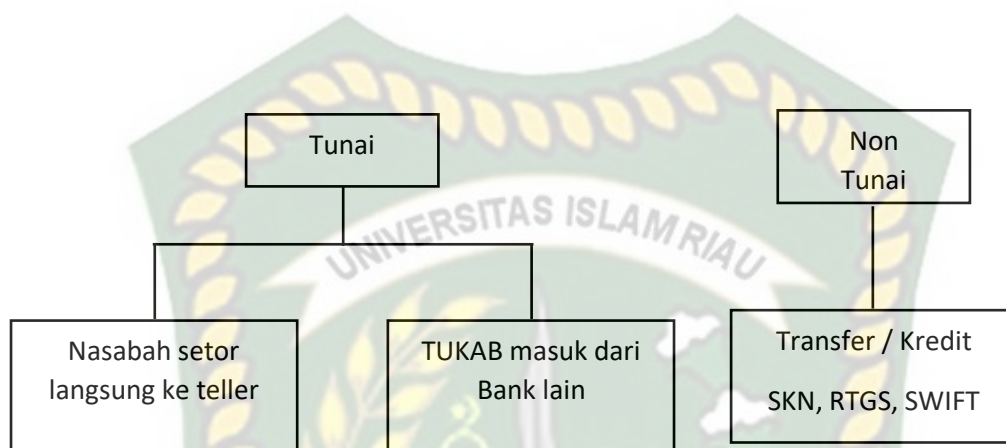 Tunai
Non
Tunai
UNIVERSITAS ISLAM RIAU
Nasabah setor
langsung ke teller
TUKAB masuk dari
Bank lain
Transfer / Kredit
SKN, RTGS, SWIFT